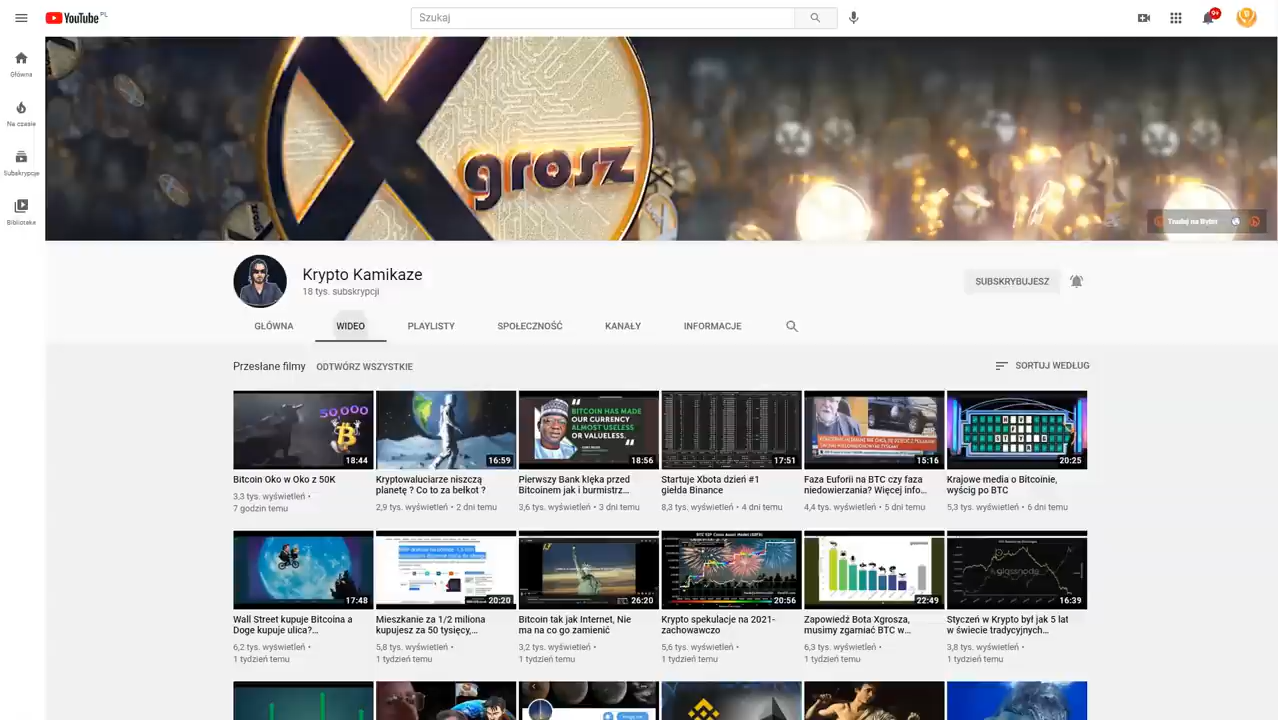 YouTube PL
Szukaj
9+
Główna
Na czasie
Subskrypcje
Biblioteka
Xgrosz
Krypto Kamikaze
18 tys. subskrypcji
SUBSKRYBUJESZ
GŁÓWNA WIDEO PLAYLISTY SPOŁECZNOŚĆ KANAŁY INFORMACJE
Przesłane filmy ODTWÓRZ WSZYSTKIE SORTUJ WEDŁUG
50,000
18:44
16:59
BITCOIN HAS MADE
OUR CURRENCY
ALMOST USELESS
OR VALUELESS.
18:56
17:51
15:16
20:25
Bitcoin Oko w Oko z 50K
3,3 tys. wyświetleń •
7 godzin temu
Kryptowaluciarze niszczą
planetę ? Co to za bełkot ?
2,9 tys. wyświetleń • 2 dni temu
Pierwszy Bank klęka przed
Bitcoinem jak i burmistrz...
3,6 tys. wyświetleń • 3 dni temu
Startuje Xbota dzień #1
giełda Binance
8,3 tys. wyświetleń • 4 dni temu
Faza Euforii na BTC czy faza
niedowierzania? Więcej info...
4,4 tys. wyświetleń • 5 dni temu
Krajowe media o Bitcoinie,
wyścig po BTC
5,3 tys. wyświetleń • 6 dni temu
17:48
20:20
26:20
20:56
22:49
glassnode
16:39
Wall Street kupuje Bitcoina a
Doge kupuje ulica?...
6,2 tys. wyświetleń •
1 tydzień temu
Mieszkanie za 1/2 miliona
kupujesz za 50 tysięcy,...
5,8 tys. wyświetleń •
1 tydzień temu
Bitcoin tak jak Internet, Nie
ma na co go zamienić
3,2 tys. wyświetleń •
1 tydzień temu
Krypto spekulacje na 2021-
zachowawczo
5,6 tys. wyświetleń •
1 tydzień temu
Zapowiedź Bota Xgrosza,
musimy zgarniać BTC w...
6,3 tys. wyświetleń •
1 tydzień temu
Styczeń w Krypto był jak 5 lat
w świecie tradycyjnych...
3,8 tys. wyświetleń •
1 tydzień temu